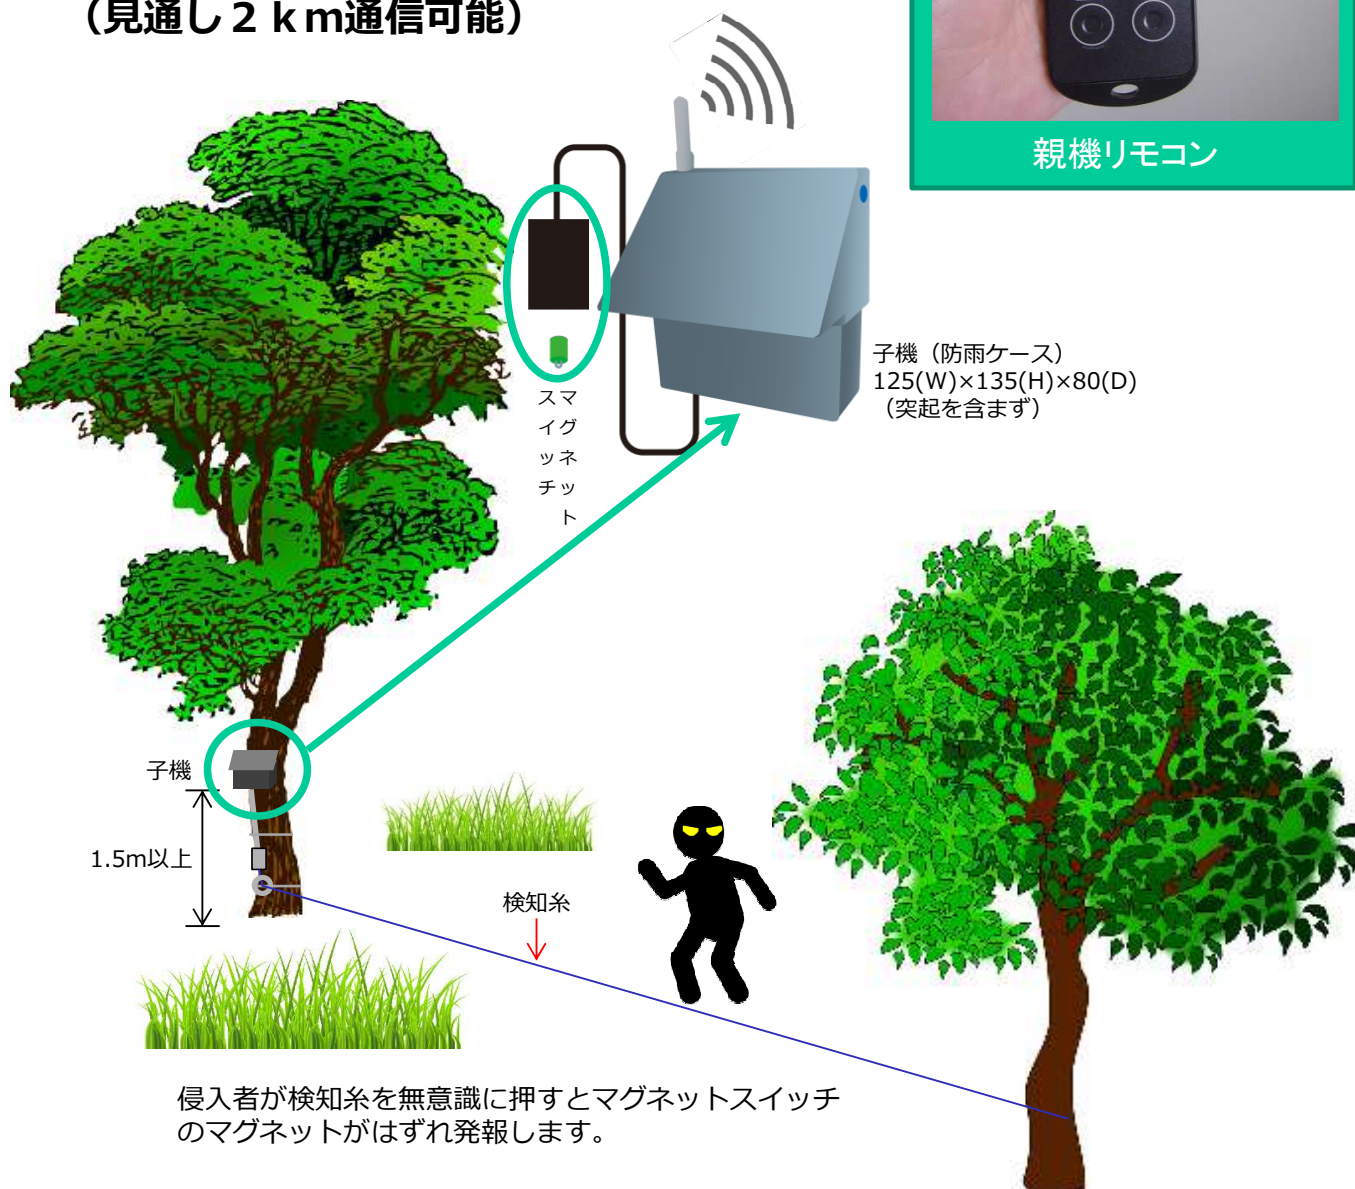 （見通し２ｋｍ通信可能）
親機リモコン
子機（防雨ケース）
125(W)×135(H)×80(D)
（突起を含まず）
マグネット
スイッチ
子機
1.5m以上
検知糸
侵入者が検知糸を無意識に押すとマグネットスイッチ
のマグネットがはずれ発報します。